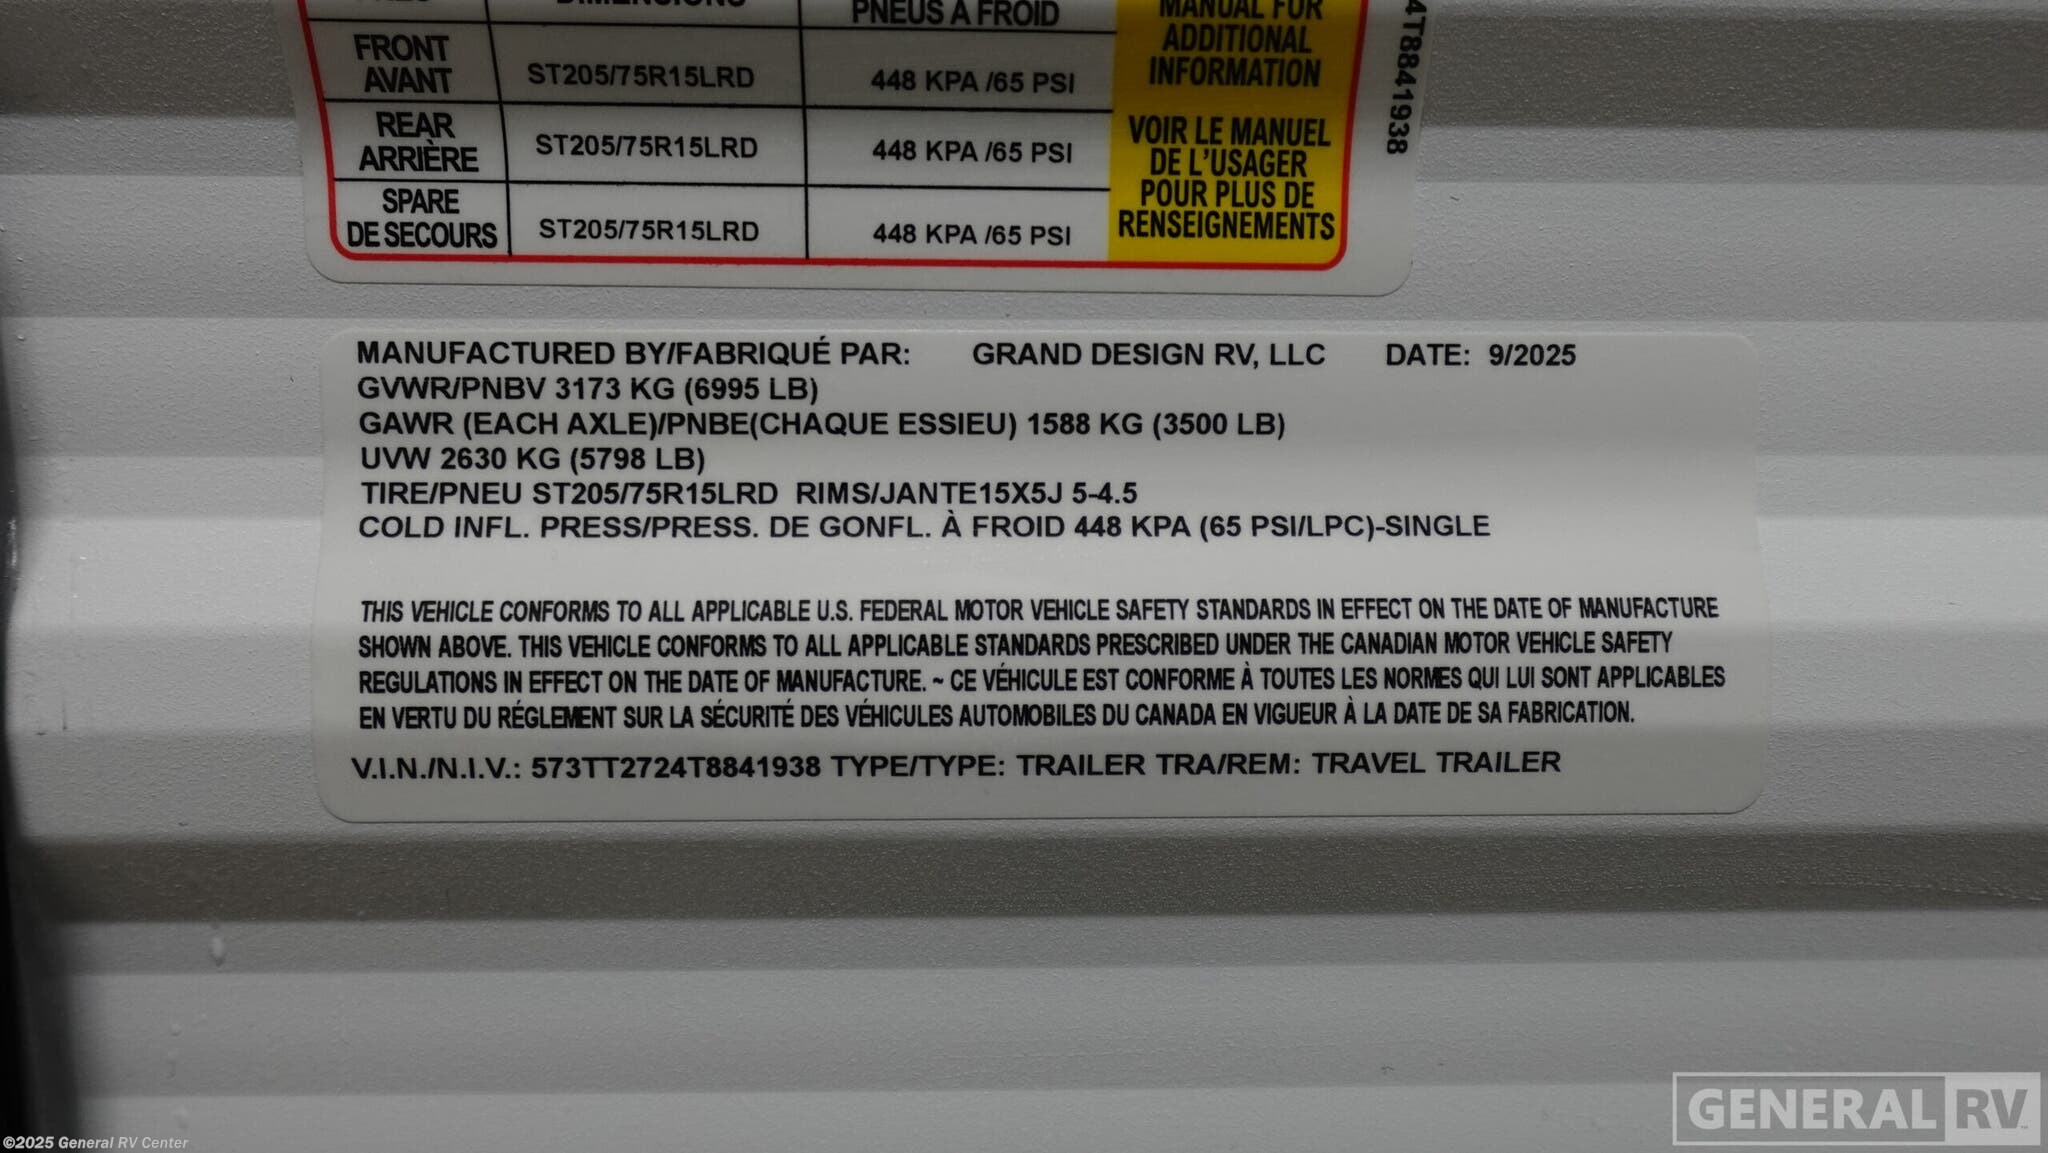 DIMENSIONS
PNEUS À FROID
MANUAL FOR
ADDITIONAL
INFORMATION
FRONT
AVANT
ST205/75R15LRD
448 KPA /65 PSI
REAR
ARRIÈRE
ST205/75R15LRD
448 KPA /65 PSI
SPARE
DE SECOURS
ST205/75R15LRD
448 KPA /65 PSI
VOIR LE MANUEL
DE L'USAGER
POUR PLUS DE
RENSEIGNEMENTS
4T8841938
MANUFACTURED BY/FABRIQUÉ PAR: GRAND DESIGN RV, LLC DATE: 9/2025
GVWR/PNBV 3173 KG (6995 LB)
GAWR (EACH AXLE)/PNBE(CHAQUE ESSIEU) 1588 KG (3500 LB)
UVW 2630 KG (5798 LB)
TIRE/PNEU ST205/75R15LRD RIMS/JANTE15X5J 5-4.5
COLD INFL. PRESS/PRESS. DE GONFL. À FROID 448 KPA (65 PSI/LPC)-SINGLE
THIS VEHICLE CONFORMS TO ALL APPLICABLE U.S. FEDERAL MOTOR VEHICLE SAFETY STANDARDS IN EFFECT ON THE DATE OF MANUFACTURE
SHOWN ABOVE. THIS VEHICLE CONFORMS TO ALL APPLICABLE STANDARDS PRESCRIBED UNDER THE CANADIAN MOTOR VEHICLE SAFETY
REGULATIONS IN EFFECT ON THE DATE OF MANUFACTURE. ~ CE VÉHICULE EST CONFORME À TOUTES LES NORMES QUI LUI SONT APPLICABLES
EN VERTU DU RÉGLEMENT SUR LA SÉCURITÉ DES VÉHICULES AUTOMOBILES DU CANADA EN VIGUEUR À LA DATE DE SA FABRICATION.
V.I.N./N.I.V.: 573TT2724T8841938 TYPE/TYPE: TRAILER TRA/REM: TRAVEL TRAILER
GENERAL RV
©2025 General RV Center